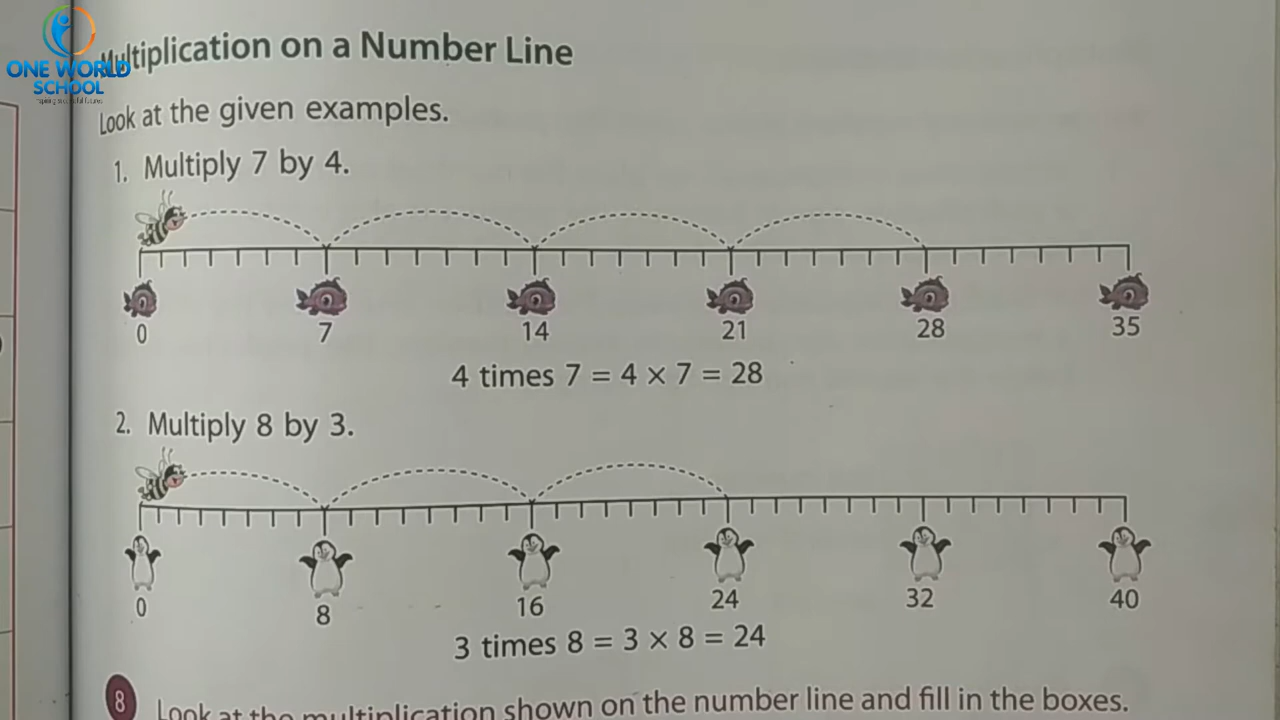 ONE WORLD
SCHOOL
Multiplication on a Number Line
Look at the given examples.
1. Multiply 7 by 4.
0 7 14 21 28 35
4 times 7 = 4 × 7 = 28
2. Multiply 8 by 3.
0 8 16 24 32 40
3 times 8 = 3 × 8 = 24
8 Look at the multiplication shown on the number line and fill in the boxes.